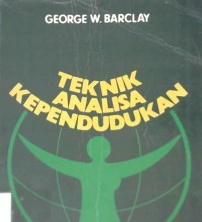 GEORGE W. BARCLAY
TEKNIK
ANALISA
KEPENDUDUKAN